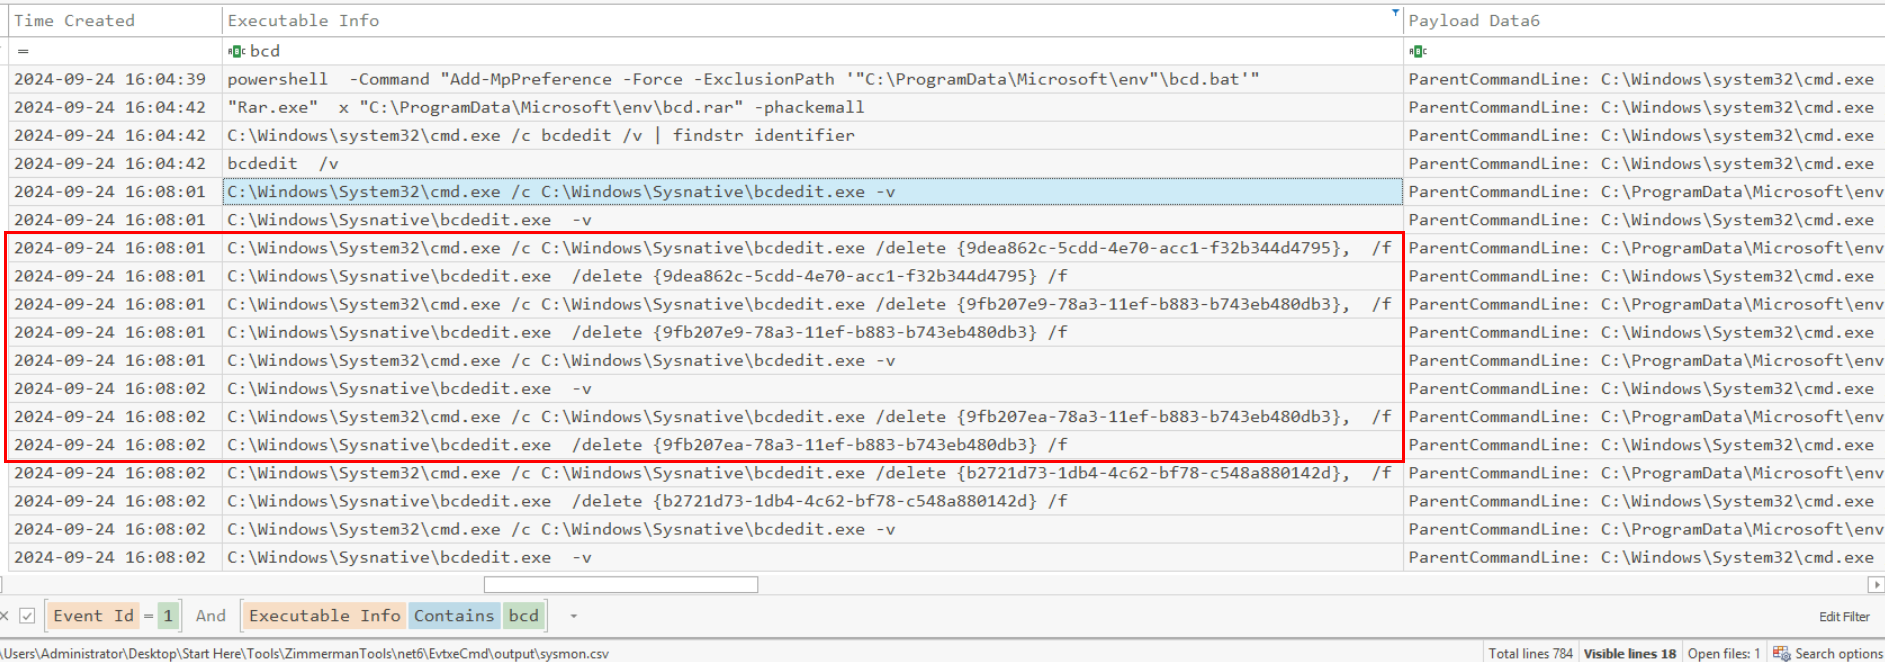 Time Created Executable Info Payload Data6
= ABC bcd ABC
2024-09-24 16:04:39 powershell  -Command "Add-MpPreference -Force -ExclusionPath '"C:\ProgramData\Microsoft\env"\bcd.bat'" ParentCommandLine: C:\Windows\system32\cmd.exe
2024-09-24 16:04:42 "Rar.exe"  x "C:\ProgramData\Microsoft\env\bcd.rar" -phackemall ParentCommandLine: C:\Windows\system32\cmd.exe
2024-09-24 16:04:42 C:\Windows\system32\cmd.exe /c bcdedit /v | findstr identifier ParentCommandLine: C:\Windows\system32\cmd.exe
2024-09-24 16:04:42 bcdedit  /v ParentCommandLine: C:\Windows\system32\cmd.exe
2024-09-24 16:08:01 C:\Windows\System32\cmd.exe /c C:\Windows\Sysnative\bcdedit.exe -v ParentCommandLine: C:\ProgramData\Microsoft\env
2024-09-24 16:08:01 C:\Windows\Sysnative\bcdedit.exe  -v ParentCommandLine: C:\Windows\System32\cmd.exe
2024-09-24 16:08:01 C:\Windows\System32\cmd.exe /c C:\Windows\Sysnative\bcdedit.exe /delete {9dea862c-5cdd-4e70-acc1-f32b344d4795},  /f ParentCommandLine: C:\ProgramData\Microsoft\env
2024-09-24 16:08:01 C:\Windows\Sysnative\bcdedit.exe  /delete {9dea862c-5cdd-4e70-acc1-f32b344d4795} /f ParentCommandLine: C:\Windows\System32\cmd.exe
2024-09-24 16:08:01 C:\Windows\System32\cmd.exe /c C:\Windows\Sysnative\bcdedit.exe /delete {9fb207e9-78a3-11ef-b883-b743eb480db3},  /f ParentCommandLine: C:\ProgramData\Microsoft\env
2024-09-24 16:08:01 C:\Windows\Sysnative\bcdedit.exe  /delete {9fb207e9-78a3-11ef-b883-b743eb480db3} /f ParentCommandLine: C:\Windows\System32\cmd.exe
2024-09-24 16:08:01 C:\Windows\System32\cmd.exe /c C:\Windows\Sysnative\bcdedit.exe -v ParentCommandLine: C:\ProgramData\Microsoft\env
2024-09-24 16:08:02 C:\Windows\Sysnative\bcdedit.exe  -v ParentCommandLine: C:\Windows\System32\cmd.exe
2024-09-24 16:08:02 C:\Windows\System32\cmd.exe /c C:\Windows\Sysnative\bcdedit.exe /delete {9fb207ea-78a3-11ef-b883-b743eb480db3},  /f ParentCommandLine: C:\ProgramData\Microsoft\env
2024-09-24 16:08:02 C:\Windows\Sysnative\bcdedit.exe  /delete {9fb207ea-78a3-11ef-b883-b743eb480db3} /f ParentCommandLine: C:\Windows\System32\cmd.exe
2024-09-24 16:08:02 C:\Windows\System32\cmd.exe /c C:\Windows\Sysnative\bcdedit.exe /delete {b2721d73-1db4-4c62-bf78-c548a880142d},  /f ParentCommandLine: C:\ProgramData\Microsoft\env
2024-09-24 16:08:02 C:\Windows\Sysnative\bcdedit.exe  /delete {b2721d73-1db4-4c62-bf78-c548a880142d} /f ParentCommandLine: C:\Windows\System32\cmd.exe
2024-09-24 16:08:02 C:\Windows\System32\cmd.exe /c C:\Windows\Sysnative\bcdedit.exe -v ParentCommandLine: C:\ProgramData\Microsoft\env
2024-09-24 16:08:02 C:\Windows\Sysnative\bcdedit.exe  -v ParentCommandLine: C:\Windows\System32\cmd.exe
Event Id = 1 And Executable Info Contains bcd Edit Filter
\Users\Administrator\Desktop\Start Here\Tools\ZimmermanTools\net6\EvtxeCmd\output\sysmon.csv Total lines 784 Visible lines 18 Open files: 1 Search options